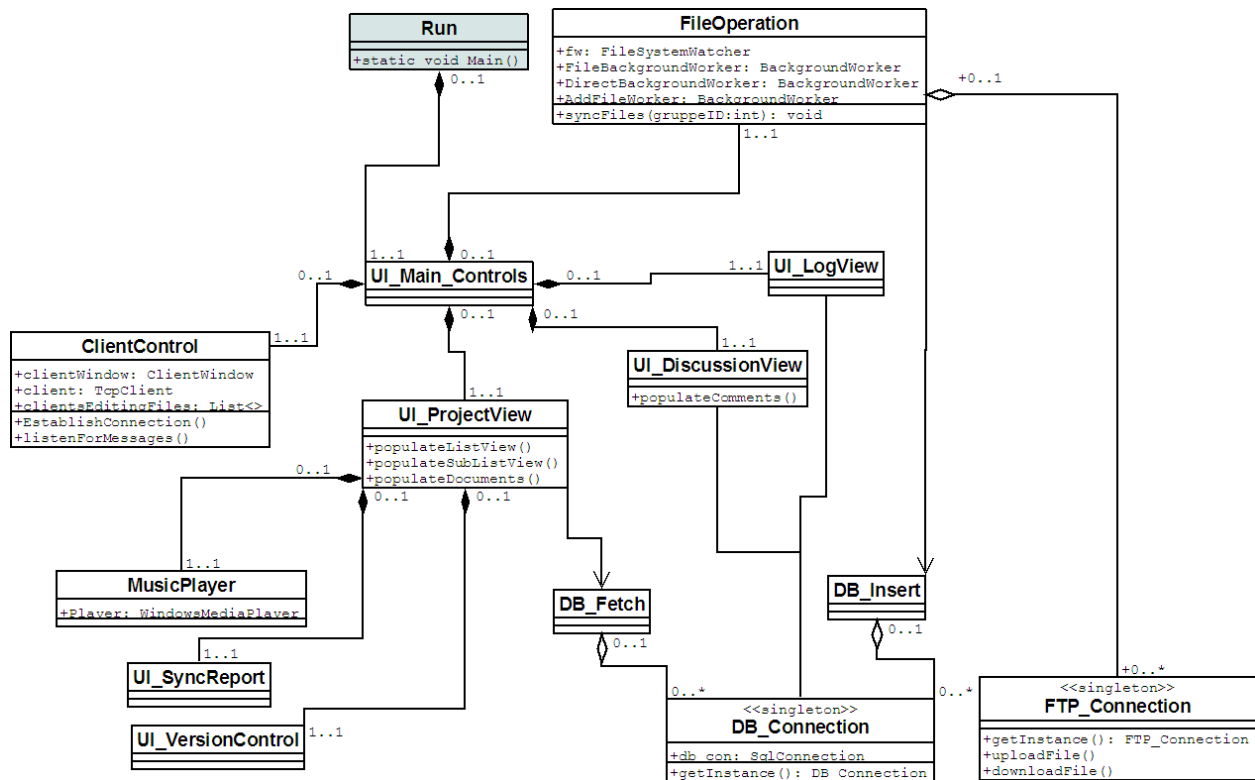 Run
+static void Main()
0..1
FileOperation
+fw: FileSystemWatcher
+FileBackgroundWorker: BackgroundWorker
+DirectBackgroundWorker: BackgroundWorker
+AddFileWorker: BackgroundWorker
+syncFiles(gruppeID:int): void
1..1
+0..1
1..1
0..1
UI_Main_Controls
0..1
0..1
0..1
0..1
1..1
UI_LogView
1..1
ClientControl
+clientWindow: ClientWindow
+client: TcpClient
+clientsEditingFiles: List<>
+EstablishConnection()
+listenForMessages()
1..1
UI_DiscussionView
+populateComments()
1..1
UI_ProjectView
+populateListView()
+populateSubListView()
+populateDocuments()
0..1
0..1
0..1
1..1
MusicPlayer
+Player: WindowsMediaPlayer
1..1
UI_SyncReport
1..1
UI_VersionControl
DB_Fetch
0..1
DB_Insert
0..1
0..*
<<singleton>>
DB_Connection
+db_con: SqlConnection
+getInstance(): DB_Connection
0..*
+0..*
<<singleton>>
FTP_Connection
+getInstance(): FTP_Connection
+uploadFile()
+downloadFile()